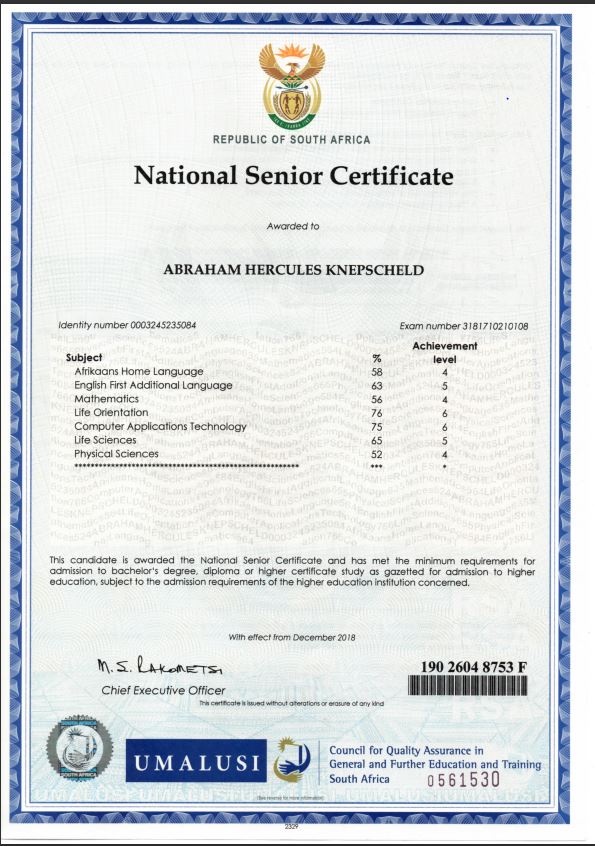 REPUBLIC OF SOUTH AFRICA
National Senior Certificate
Awarded to
ABRAHAM HERCULES KNEPSCHELD
Identity number 0003245235084 Exam number 3181710210108
Subject % Achievement level
Afrikaans Home Language 58 4
English First Additional Language 63 5
Mathematics 56 4
Life Orientation 76 6
Computer Applications Technology 75 6
Life Sciences 65 5
Physical Sciences 52 4
This candidate is awarded the National Senior Certificate and has met the minimum requirements for
admission to bachelor's degree, diploma or higher certificate study as gazetted for admission to higher
education, subject to the admission requirements of the higher education institution concerned.
With effect from December 2018
M.S. RAKOMETSI
190 2604 8753 F
Chief Executive Officer
This certificate is issued without alterations or erasure of any kind
SOUTH AFRICA
UMALUSI
Council for Quality Assurance in
General and Further Education and Training
South Africa 0561530
(See reverse for more information)
2329